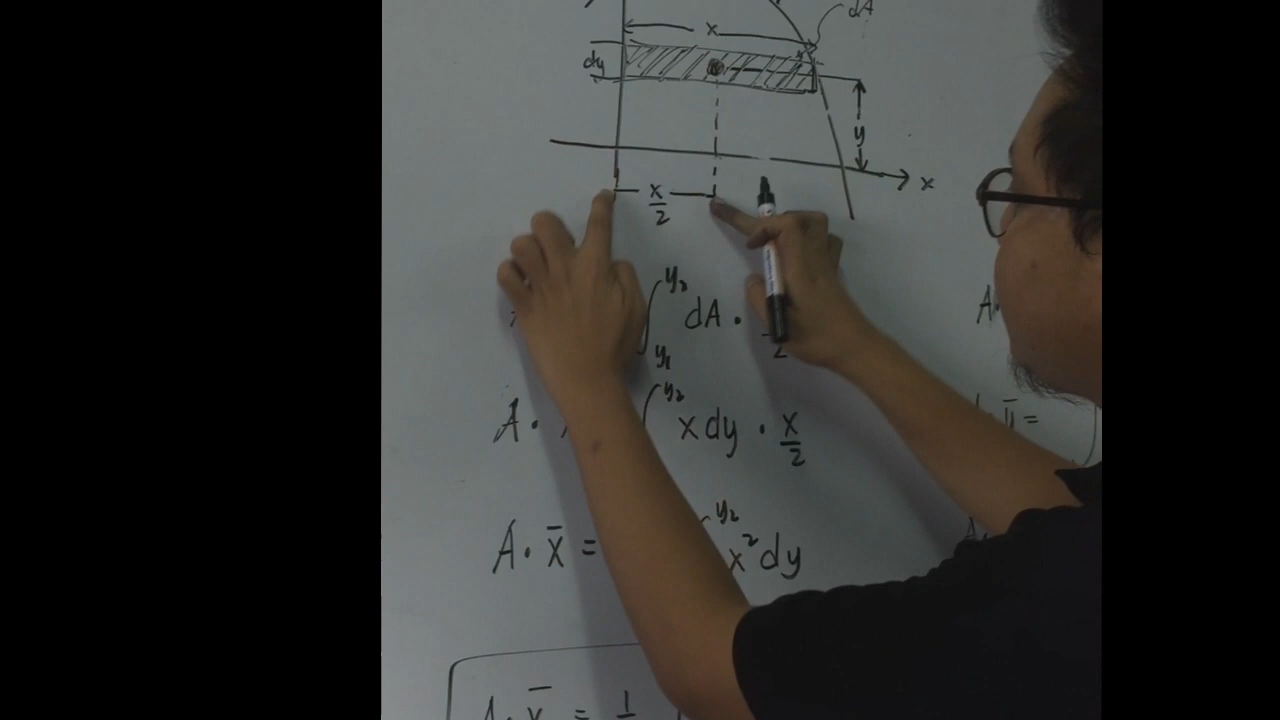 dA
x
dy
y
x
x/2
∫ y₂ y₁ dA ·
A · ∫ y₂ x dy · x/2
A · x̄ = y₂ x² dy
A · x̄ = 1
A ·
ȳ =